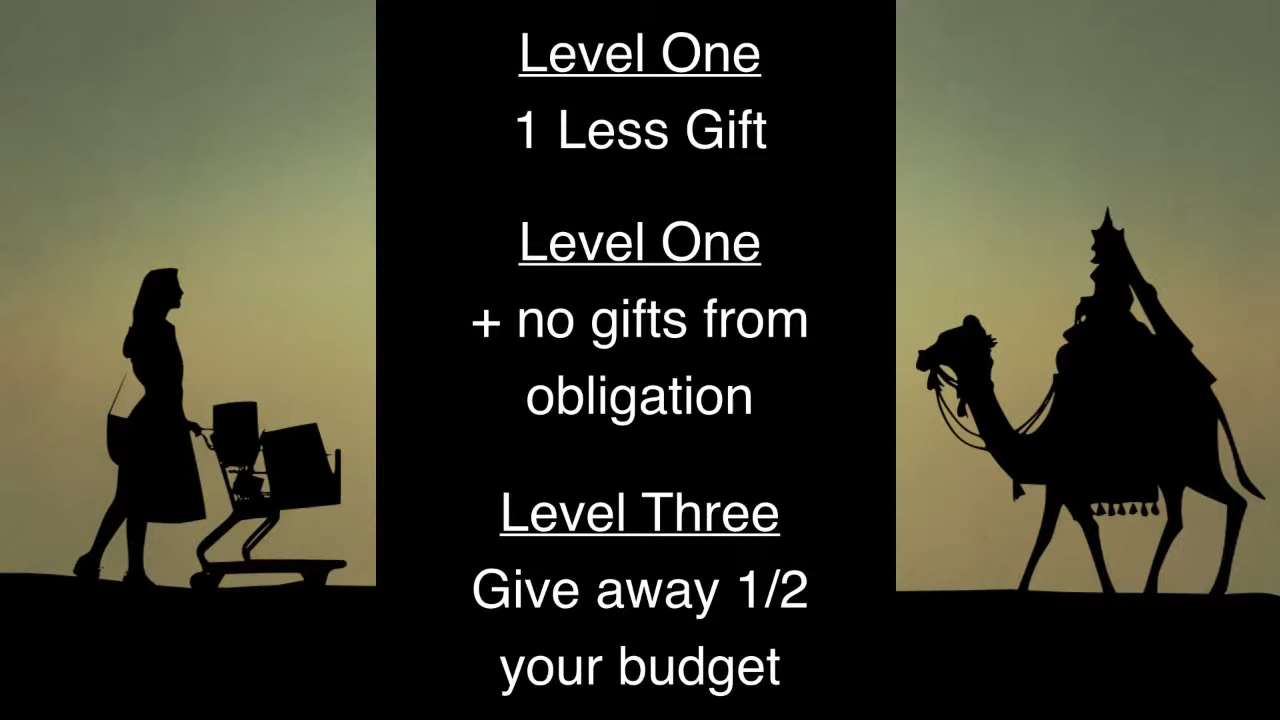 Level One
1 Less Gift
Level One
+ no gifts from
obligation
Level Three
Give away 1/2
your budget